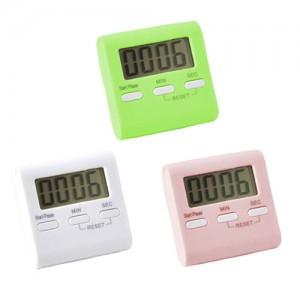 0006
MIN SEC
Start/Pause
RESET
0006
MIN SEC
Start/Pause
RESET
0006
MIN SEC
Start/Pause
RESET